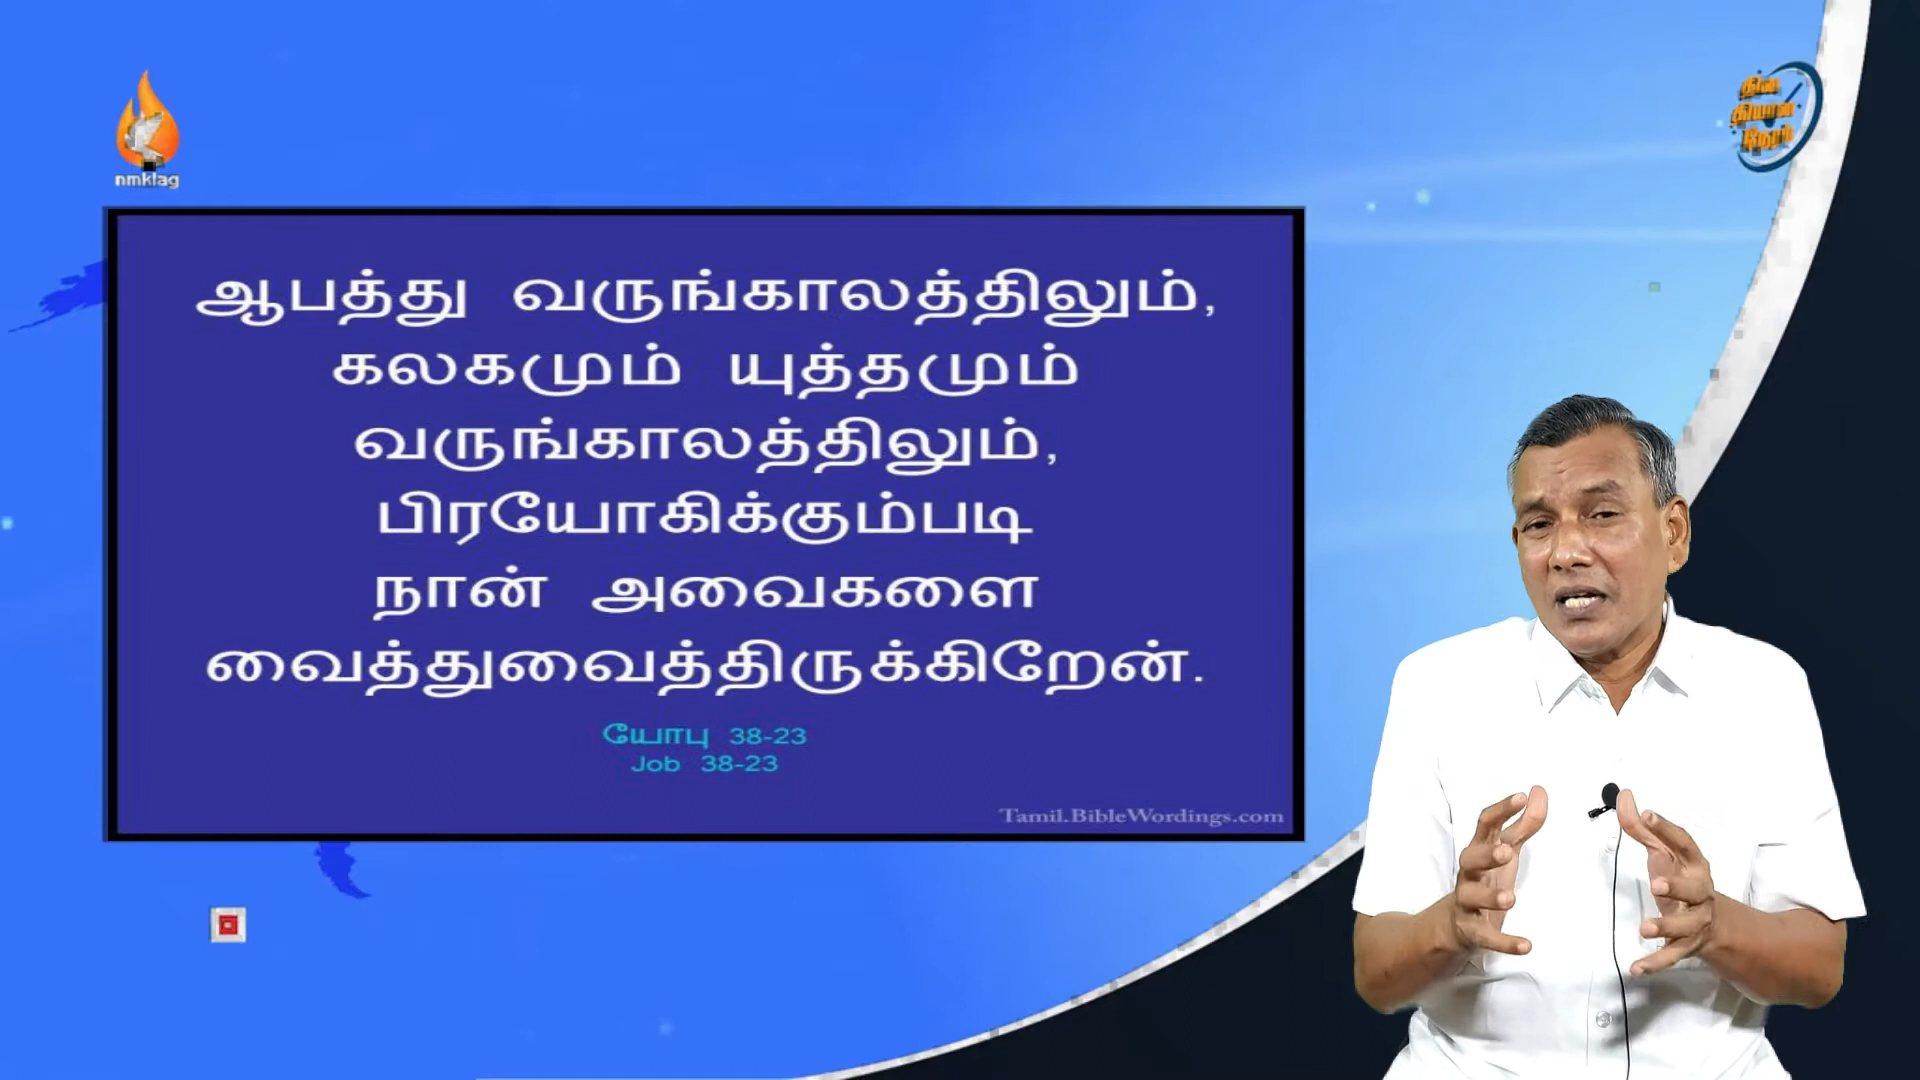 nmklag
தின
தியான
நேரம்
ஆபத்து வருங்காலத்திலும்,
கலகமும் யுத்தமும்
வருங்காலத்திலும்,
பிரயோகிக்கும்படி
நான் அவைகளை
வைத்துவைத்திருக்கிறேன்.
யோபு 38-23
Job 38-23
Tamil.BibleWordings.com